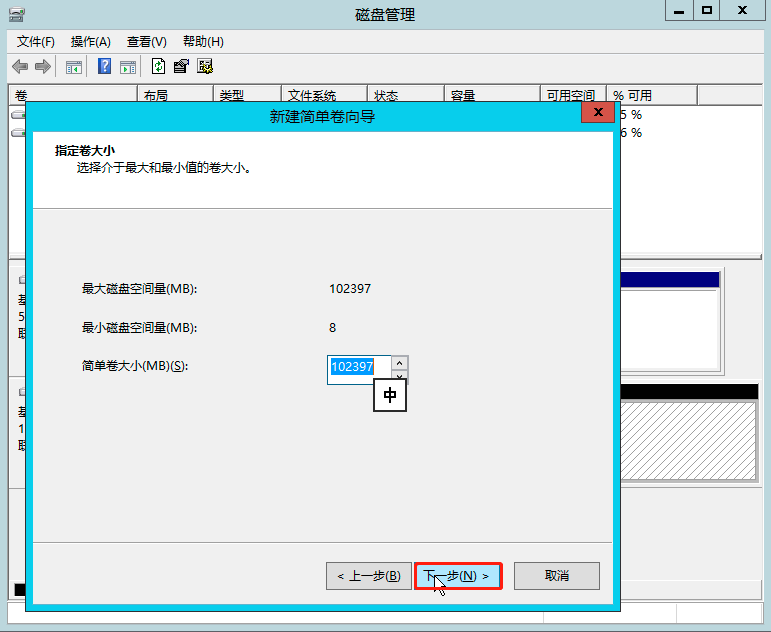 磁盘管理
文件(F) 操作(A) 查看(V) 帮助(H)
卷 布局 类型 文件系统 状态 容量 可用空间 % 可用
5 %
6 %
新建简单卷向导
指定卷大小
选择介于最大和最小值的卷大小。
最大磁盘空间量(MB): 102397
最小磁盘空间量(MB): 8
简单卷大小(MB)(S): 102397
中
基
5
联
基
1
联
< 上一步(B) 下一步(N) > 取消